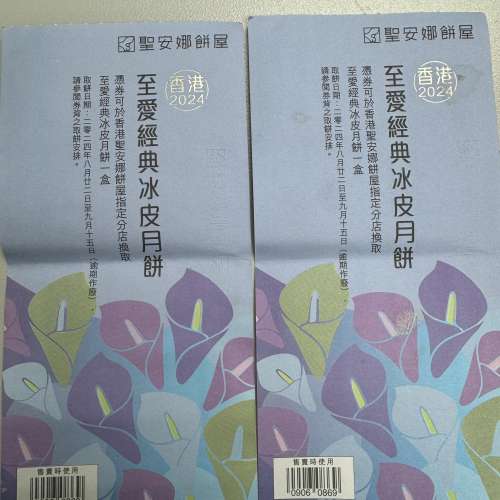 聖安娜餅屋
香港
2024
至愛經典冰皮月餅
憑券可於香港聖安娜餅屋指定分店換取
至愛經典冰皮月餅一盒
取餅日期：二零二四年八月廿二日至九月十五日（逾期作廢），
請參閱券背之取餅安排。
售賣時使用
聖安娜餅屋
香港
2024
至愛經典冰皮月餅
憑券可於香港聖安娜餅屋指定分店換取
至愛經典冰皮月餅一盒
取餅日期：二零二四年八月廿二日至九月十五日（逾期作廢），
請參閱券背之取餅安排。
售賣時使用
0906 0869